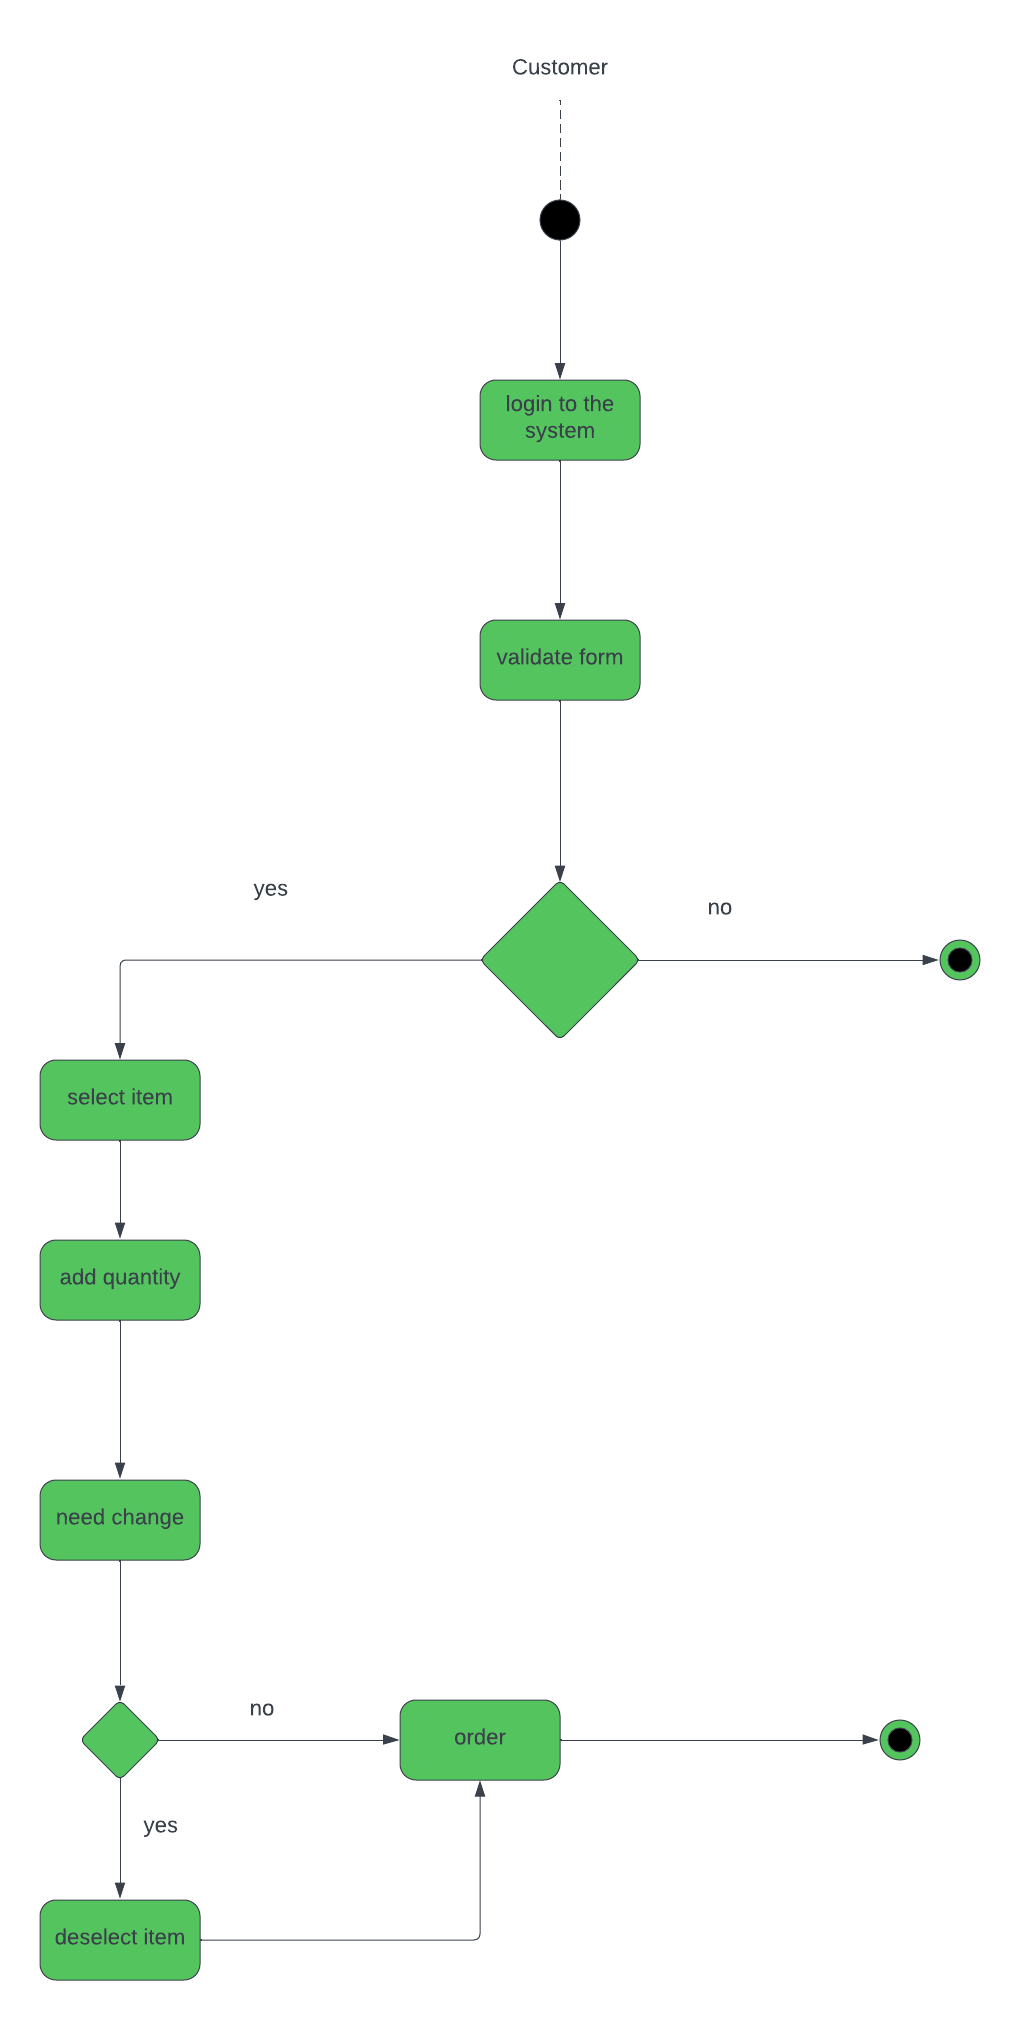 Customer
login to the
system
validate form
yes
no
select item
add quantity
need change
no
order
yes
deselect item